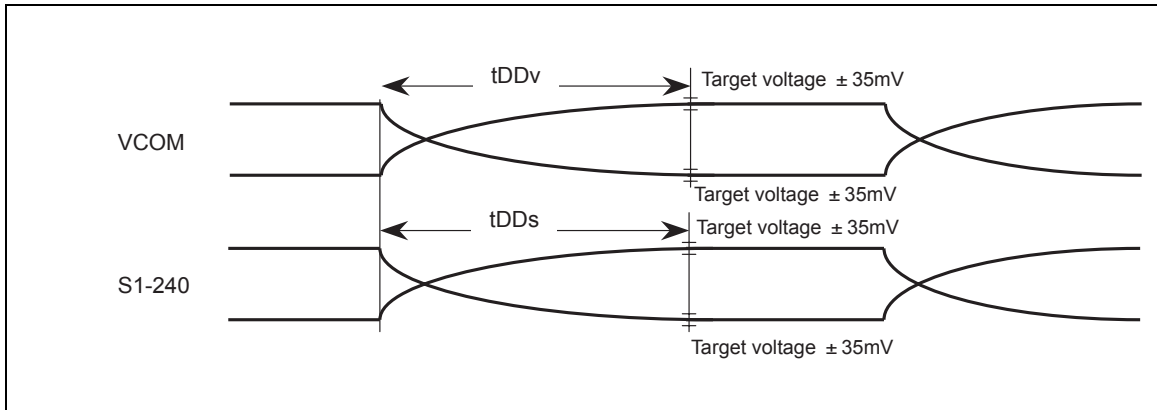 tDDv
Target voltage ± 35mV
VCOM
Target voltage ± 35mV
tDDs
Target voltage ± 35mV
S1-240
Target voltage ± 35mV